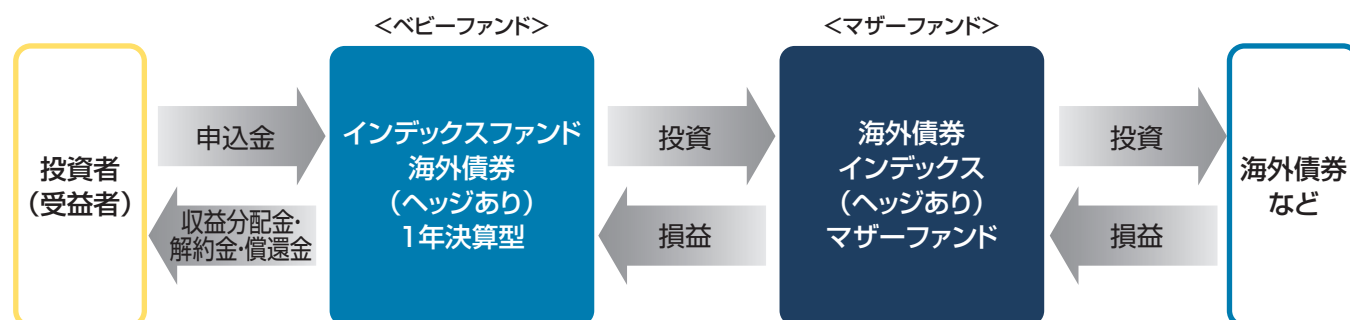 ＜ベビーファンド＞
＜マザーファンド＞
投資者
（受益者）
申込金
収益分配金・
解約金・償還金
インデックスファンド
海外債券
（ヘッジあり）
1年決算型
投資
損益
海外債券
インデックス
（ヘッジあり）
マザーファンド
投資
損益
海外債券
など